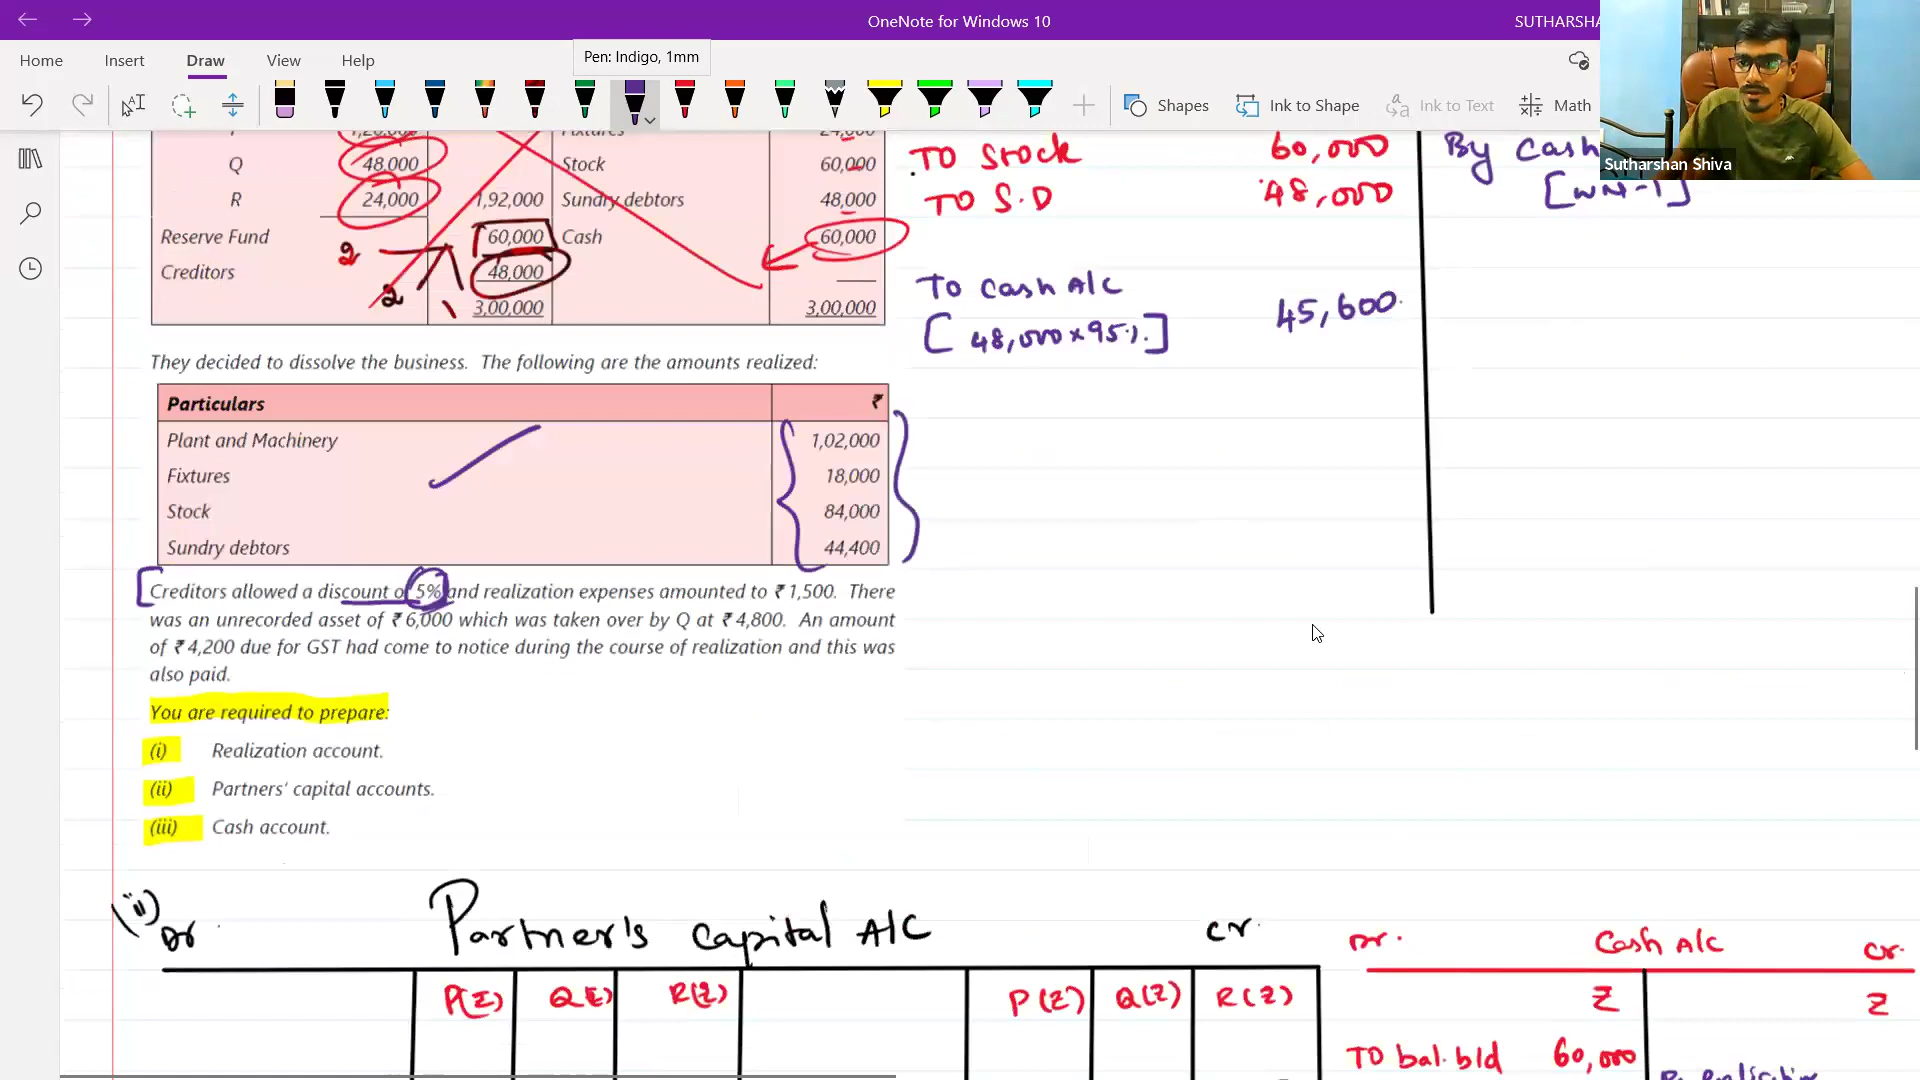 OneNote for Windows 10
SUTHARSHA
Home Insert Draw View Help
Pen: Indigo, 1mm
Shapes Ink to Shape Ink to Text Math
Sutharshan Shiva
Q 48,000 Stock 60,000
R 24,000 1,92,000 Sundry debtors 48,000
Reserve Fund 60,000 Cash 60,000
Creditors 48,000
3,00,000 3,00,000
2
2
1
TO Stock 60,000 By Cash
TO S.D 48,000 [WN-1]
To Cash A/C 45,600
[48,000x95%]
They decided to dissolve the business. The following are the amounts realized:
Particulars ₹
Plant and Machinery 1,02,000
Fixtures 18,000
Stock 84,000
Sundry debtors 44,400
Creditors allowed a discount of 5% and realization expenses amounted to ₹ 1,500. There
was an unrecorded asset of ₹ 6,000 which was taken over by Q at ₹ 4,800. An amount
of ₹ 4,200 due for GST had come to notice during the course of realization and this was
also paid.
You are required to prepare:
(i) Realization account.
(ii) Partners' capital accounts.
(iii) Cash account.
(ii) Dr Partner's Capital A/C Cr.
P(₹) Q(₹) R(₹) P(₹) Q(₹) R(₹)
Dr. Cash A/C Cr.
₹ ₹
TO bal. b/d 60,000